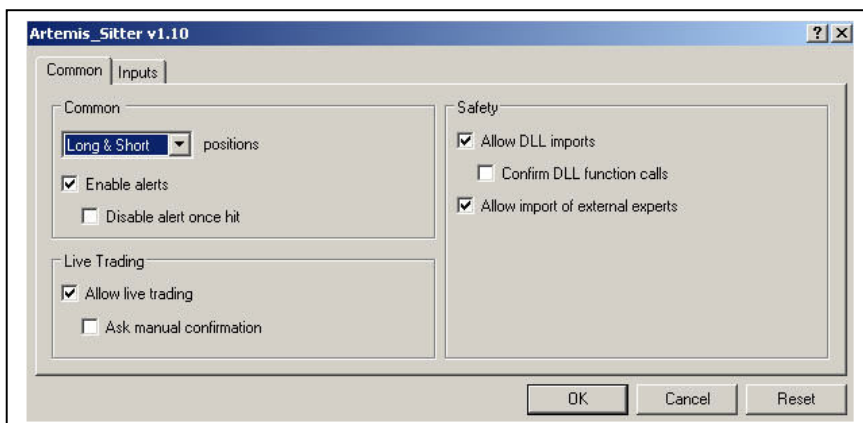 Artemis_Sitter v1.10
Common Inputs
Common
Long & Short positions
Enable alerts
Disable alert once hit
Live Trading
Allow live trading
Ask manual confirmation
Safety
Allow DLL imports
Confirm DLL function calls
Allow import of external experts
OK Cancel Reset